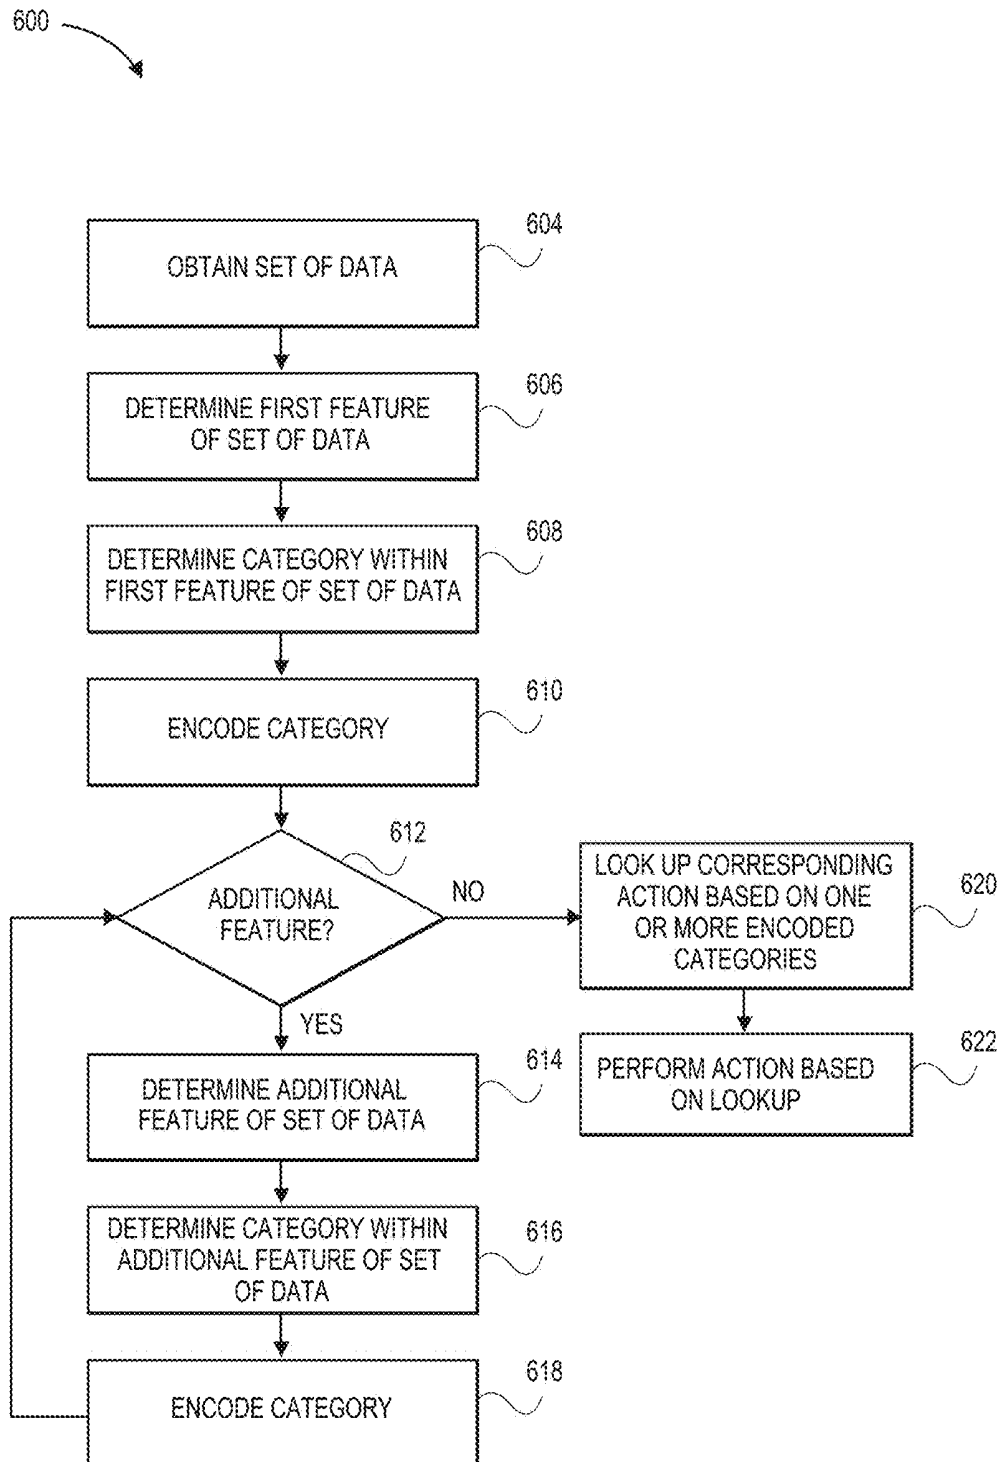 600
604
OBTAIN SET OF DATA
606
DETERMINE FIRST FEATURE
OF SET OF DATA
608
DETERMINE CATEGORY WITHIN
FIRST FEATURE OF SET OF DATA
610
ENCODE CATEGORY
612
ADDITIONAL
FEATURE?
NO
LOOK UP CORRESPONDING
ACTION BASED ON ONE
OR MORE ENCODED
CATEGORIES
620
YES
614
DETERMINE ADDITIONAL
FEATURE OF SET OF DATA
PERFORM ACTION BASED
ON LOOKUP
622
616
DETERMINE CATEGORY WITHIN
ADDITIONAL FEATURE OF SET
OF DATA
618
ENCODE CATEGORY